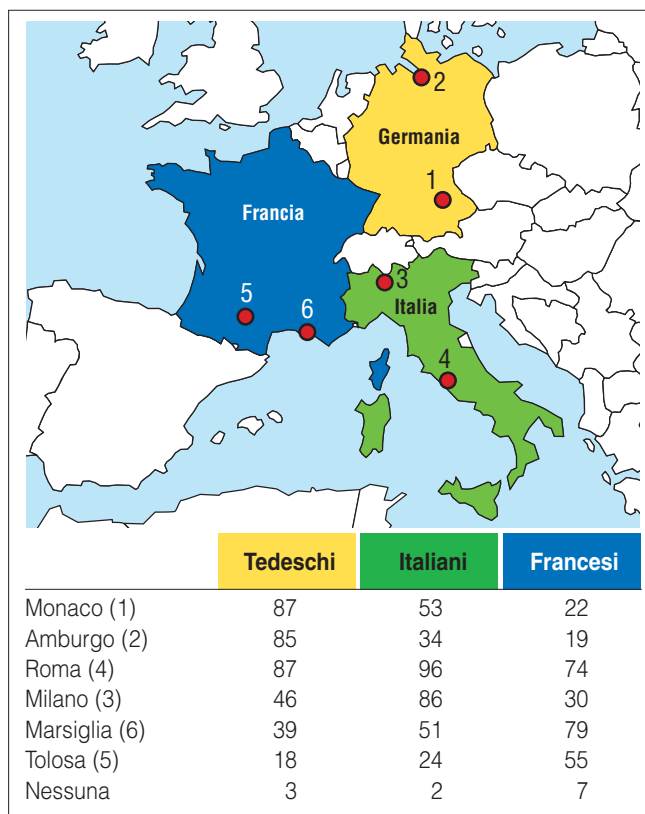 2
Germania
1
Francia
3
5
6
Italia
4
Tedeschi Italiani Francesi
Monaco (1) 87 53 22
Amburgo (2) 85 34 19
Roma (4) 87 96 74
Milano (3) 46 86 30
Marsiglia (6) 39 51 79
Tolosa (5) 18 24 55
Nessuna 3 2 7